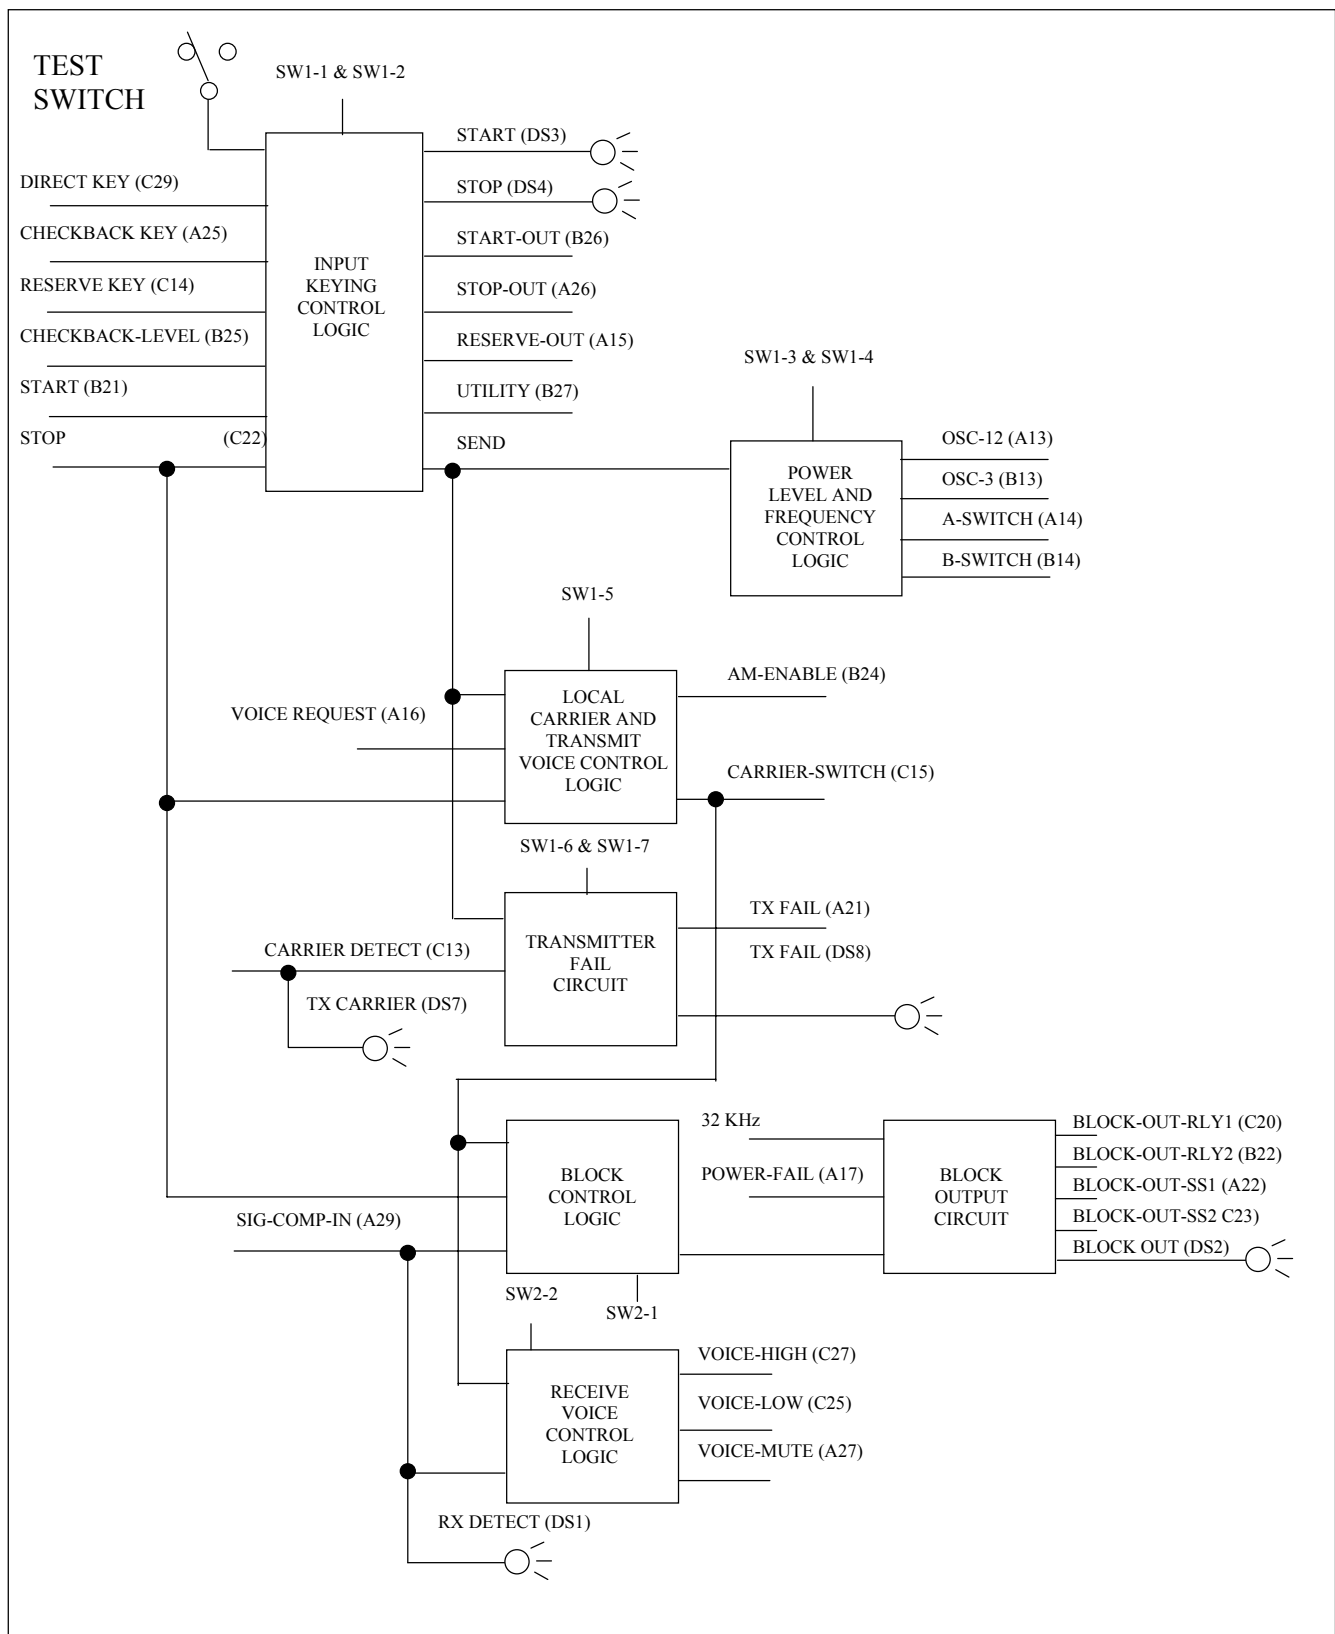 TEST
SWITCH
SW1-1 & SW1-2
DIRECT KEY (C29)
CHECKBACK KEY (A25)
RESERVE KEY (C14)
CHECKBACK-LEVEL (B25)
START (B21)
STOP (C22)
INPUT
KEYING
CONTROL
LOGIC
START (DS3)
STOP (DS4)
START-OUT (B26)
STOP-OUT (A26)
RESERVE-OUT (A15)
UTILITY (B27)
SEND
SW1-3 & SW1-4
POWER
LEVEL AND
FREQUENCY
CONTROL
LOGIC
OSC-12 (A13)
OSC-3 (B13)
A-SWITCH (A14)
B-SWITCH (B14)
SW1-5
VOICE REQUEST (A16)
LOCAL
CARRIER AND
TRANSMIT
VOICE CONTROL
LOGIC
AM-ENABLE (B24)
CARRIER-SWITCH (C15)
SW1-6 & SW1-7
CARRIER DETECT (C13)
TX CARRIER (DS7)
TRANSMITTER
FAIL
CIRCUIT
TX FAIL (A21)
TX FAIL (DS8)
SIG-COMP-IN (A29)
BLOCK
CONTROL
LOGIC
32 KHz
POWER-FAIL (A17)
BLOCK
OUTPUT
CIRCUIT
BLOCK-OUT-RLY1 (C20)
BLOCK-OUT-RLY2 (B22)
BLOCK-OUT-SS1 (A22)
BLOCK-OUT-SS2 C23)
BLOCK OUT (DS2)
SW2-2
SW2-1
RECEIVE
VOICE
CONTROL
LOGIC
VOICE-HIGH (C27)
VOICE-LOW (C25)
VOICE-MUTE (A27)
RX DETECT (DS1)